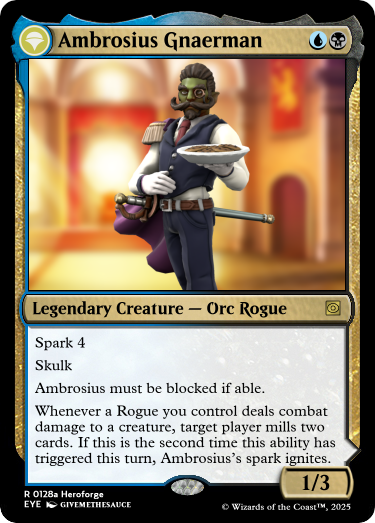 Ambrosius Gnaerman
Legendary Creature — Orc Rogue
Spark 4
Skulk
Ambrosius must be blocked if able.
Whenever a Rogue you control deals combat
damage to a creature, target player mills two
cards. If this is the second time this ability has
triggered this turn, Ambrosius's spark ignites.
1/3
R 0128a Heroforge
EYE GIVEMETHESAUCE
© Wizards of the Coast™, 2025